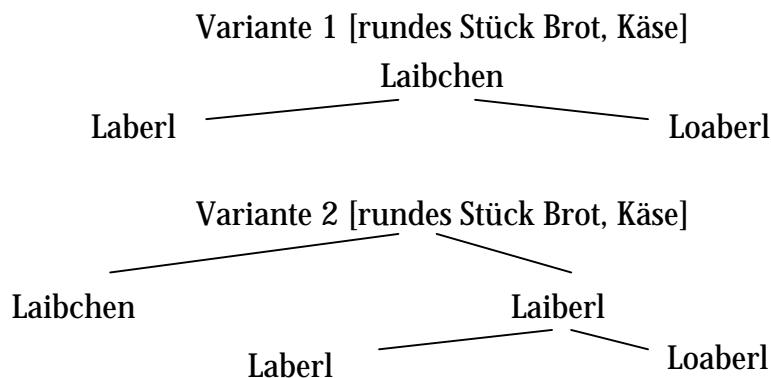 Variante 1 [rundes Stück Brot, Käse]
Laibchen
Laberl Loaberl
Variante 2 [rundes Stück Brot, Käse]
Laibchen Laiberl
Laberl Loaberl